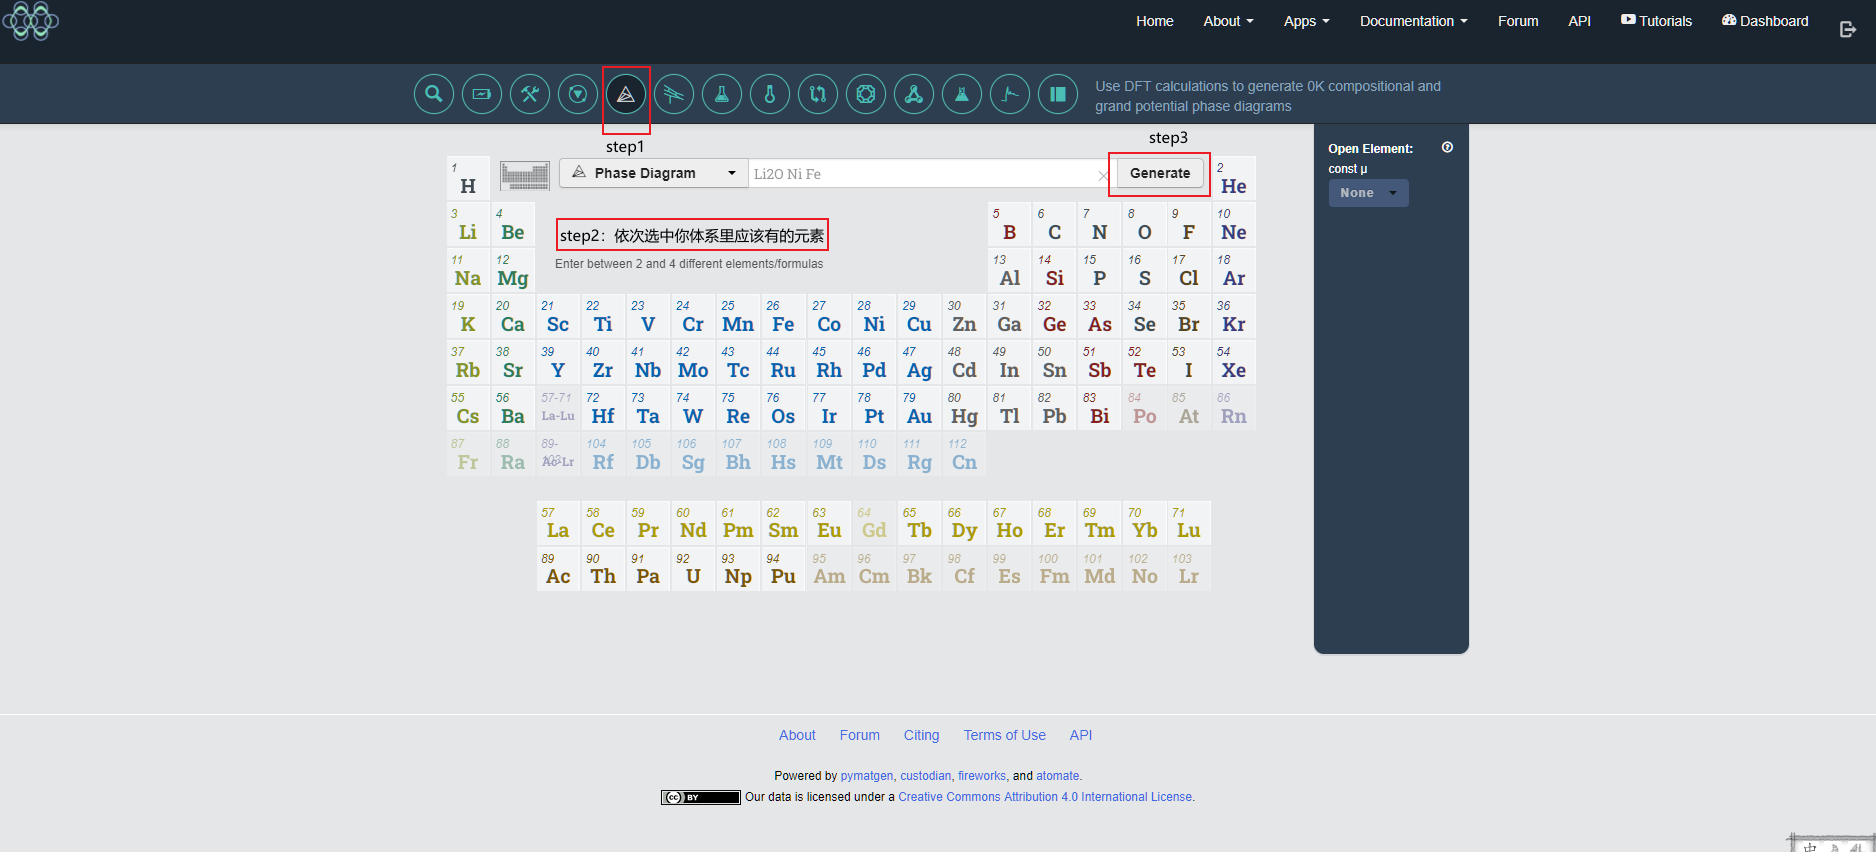 Home About Apps Documentation Forum API Tutorials Dashboard
Use DFT calculations to generate 0K compositional and
grand potential phase diagrams
step1
step3
Phase Diagram Li2O Ni Fe × Generate
step2：依次选中你体系里应该有的元素
Enter between 2 and 4 different elements/formulas
Open Element:
const μ
None
1 2
H He
3 4 5 6 7 8 9 10
Li Be B C N O F Ne
11 12 13 14 15 16 17 18
Na Mg Al Si P S Cl Ar
19 20 21 22 23 24 25 26 27 28 29 30 31 32 33 34 35 36
K Ca Sc Ti V Cr Mn Fe Co Ni Cu Zn Ga Ge As Se Br Kr
37 38 39 40 41 42 43 44 45 46 47 48 49 50 51 52 53 54
Rb Sr Y Zr Nb Mo Tc Ru Rh Pd Ag Cd In Sn Sb Te I Xe
55 56 57-71 72 73 74 75 76 77 78 79 80 81 82 83 84 85 86
Cs Ba La-Lu Hf Ta W Re Os Ir Pt Au Hg Tl Pb Bi Po At Rn
87 88 89-103 104 105 106 107 108 109 110 111 112
Fr Ra Ac-Lr Rf Db Sg Bh Hs Mt Ds Rg Cn
57 58 59 60 61 62 63 64 65 66 67 68 69 70 71
La Ce Pr Nd Pm Sm Eu Gd Tb Dy Ho Er Tm Yb Lu
89 90 91 92 93 94 95 96 97 98 99 100 101 102 103
Ac Th Pa U Np Pu Am Cm Bk Cf Es Fm Md No Lr
About Forum Citing Terms of Use API
Powered by pymatgen, custodian, fireworks, and atomate.
cc BY Our data is licensed under a Creative Commons Attribution 4.0 International License.
中